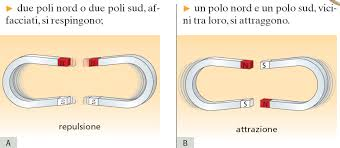 ▶ due poli nord o due poli sud, af-
facciati, si respingono;
▶ un polo nord e un polo sud, vici-
ni tra loro, si attraggono.
N N
S S
repulsione
A
N S
S N
attrazione
B